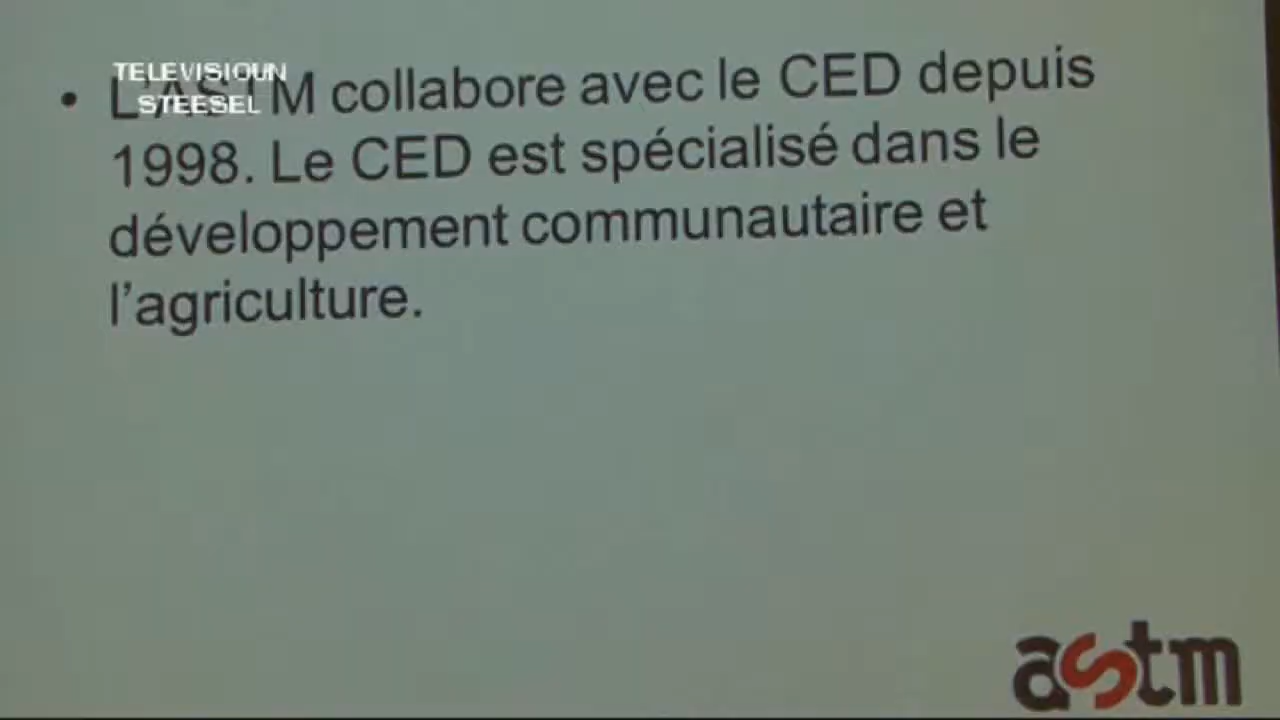 TELEVISIOUN
STEESEL
• L'ASTM collabore avec le CED depuis
1998. Le CED est spécialisé dans le
développement communautaire et
l'agriculture.
astm